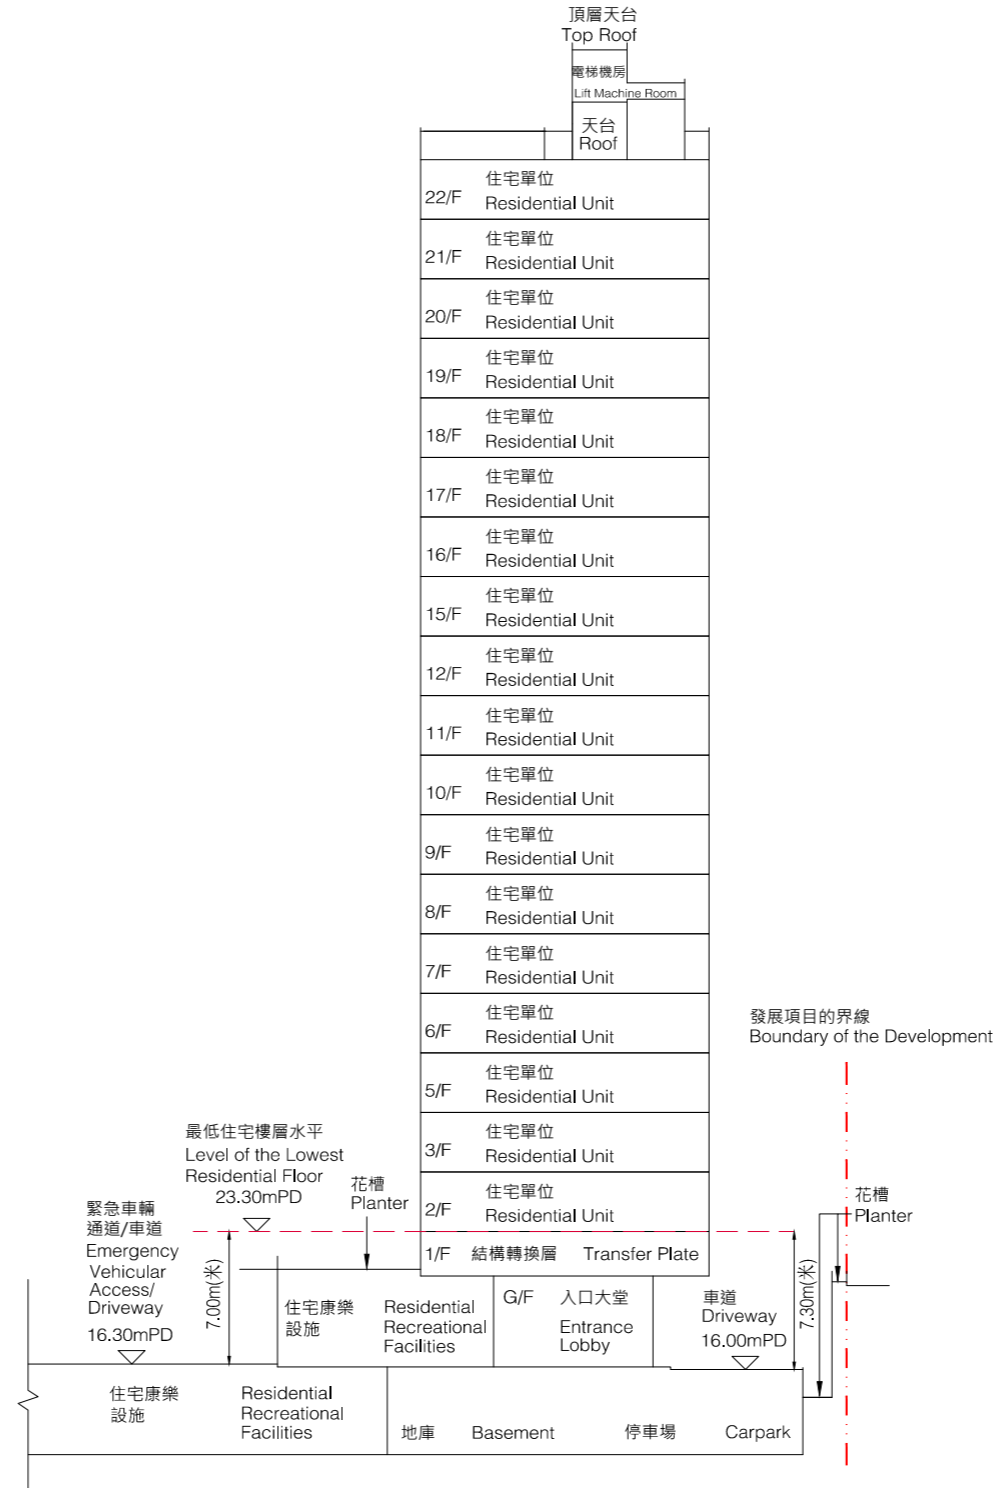 頂層天台
Top Roof
電梯機房
Lift Machine Room
天台
Roof
住宅單位
22/F Residential Unit
住宅單位
21/F Residential Unit
住宅單位
20/F Residential Unit
住宅單位
19/F Residential Unit
住宅單位
18/F Residential Unit
住宅單位
17/F Residential Unit
住宅單位
16/F Residential Unit
住宅單位
15/F Residential Unit
住宅單位
12/F Residential Unit
住宅單位
11/F Residential Unit
住宅單位
10/F Residential Unit
住宅單位
9/F Residential Unit
住宅單位
8/F Residential Unit
住宅單位
7/F Residential Unit
住宅單位
6/F Residential Unit
住宅單位
5/F Residential Unit
住宅單位
3/F Residential Unit
住宅單位
2/F Residential Unit
1/F 結構轉換層 Transfer Plate
發展項目的界線
Boundary of the Development
最低住宅樓層水平
Level of the Lowest
Residential Floor
23.30mPD
花槽
Planter
緊急車輛
通道/車道
Emergency
Vehicular
Access/
Driveway
16.30mPD
7.00m(米)
住宅康樂
設施
Residential
Recreational
Facilities
G/F 入口大堂
Entrance
Lobby
車道
Driveway
16.00mPD
7.30m(米)
花槽
Planter
住宅康樂
設施
Residential
Recreational
Facilities
地庫 Basement 停車場 Carpark